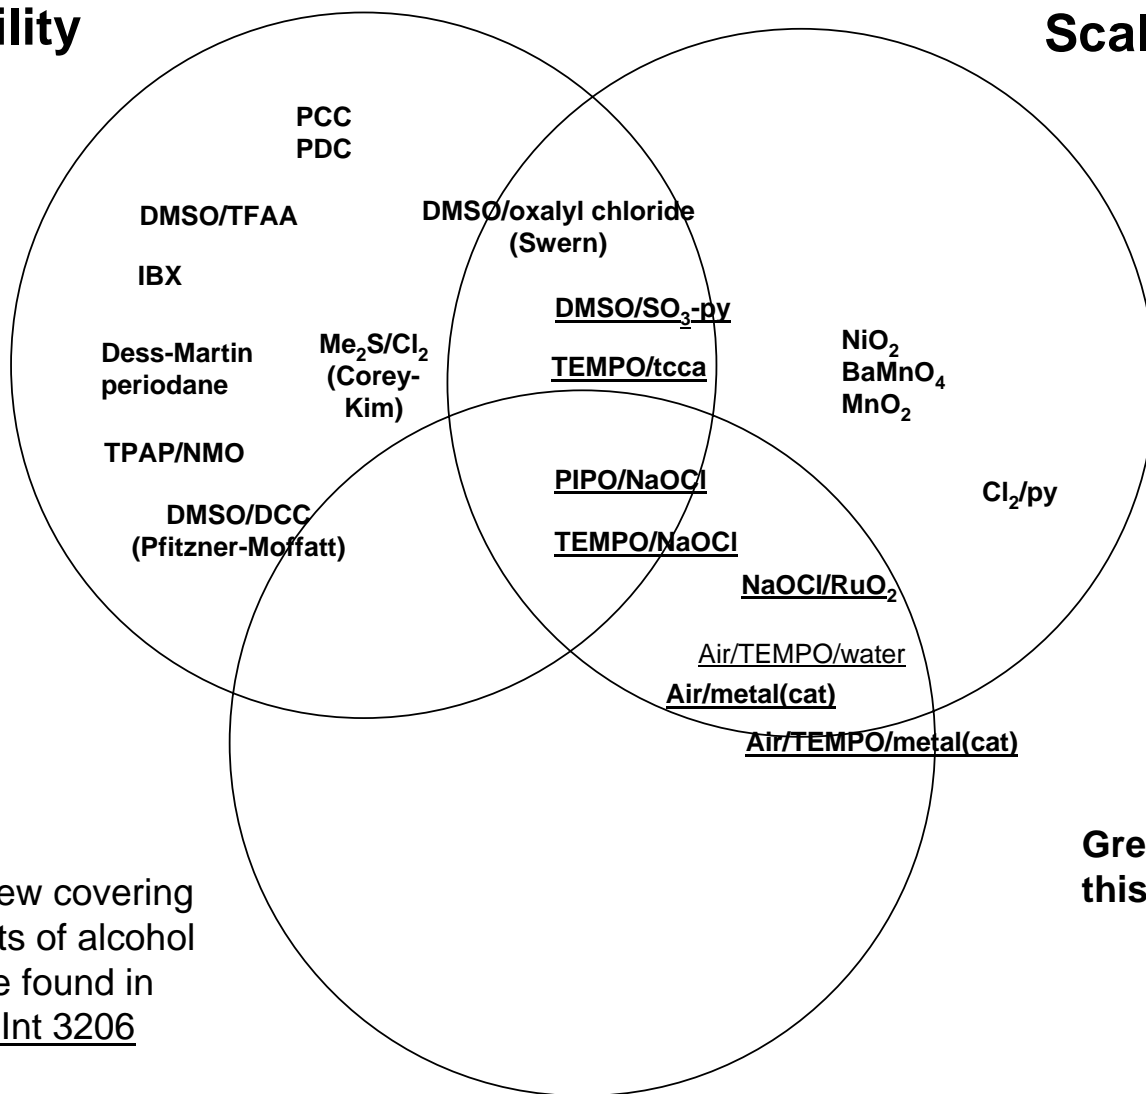 ility
Scal
PCC
PDC
DMSO/TFAA
DMSO/oxalyl chloride
(Swern)
IBX
DMSO/SO₃-py
Dess-Martin
periodane
Me₂S/Cl₂
(Corey-
Kim)
TEMPO/tcca
NiO₂
BaMnO₄
MnO₂
TPAP/NMO
PIPO/NaOCl
Cl₂/py
DMSO/DCC
(Pfitzner-Moffatt)
TEMPO/NaOCl
NaOCl/RuO₂
Air/TEMPO/water
Air/metal(cat)
Air/TEMPO/metal(cat)
Gre
this
ew covering
ts of alcohol
e found in
Int 3206